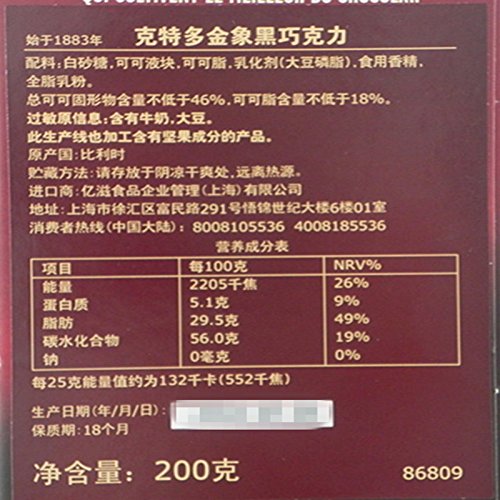 始于1883年 克特多金象黑巧克力
配料:白砂糖,可可液块,可可脂,乳化剂(大豆磷脂),食用香精,
全脂乳粉。
总可可固形物含量不低于46%,可可脂含量不低于18%。
过敏原信息:含有牛奶,大豆。
此生产线也加工含有坚果成分的产品。
原产国:比利时
贮藏方法:请存放于阴凉干爽处,远离热源。
进口商:亿滋食品企业管理(上海)有限公司
地址:上海市徐汇区富民路291号悟锦世纪大楼6楼01室
消费者热线(中国大陆):8008105536 4008185536
营养成分表
项目 每100克 NRV%
能量 2205千焦 26%
蛋白质 5.1克 9%
脂肪 29.5克 49%
碳水化合物 56.0克 19%
钠 0毫克 0%
每25克能量值约为132千卡(552千焦)
生产日期(年/月/日):
保质期:18个月
净含量:200克 86809